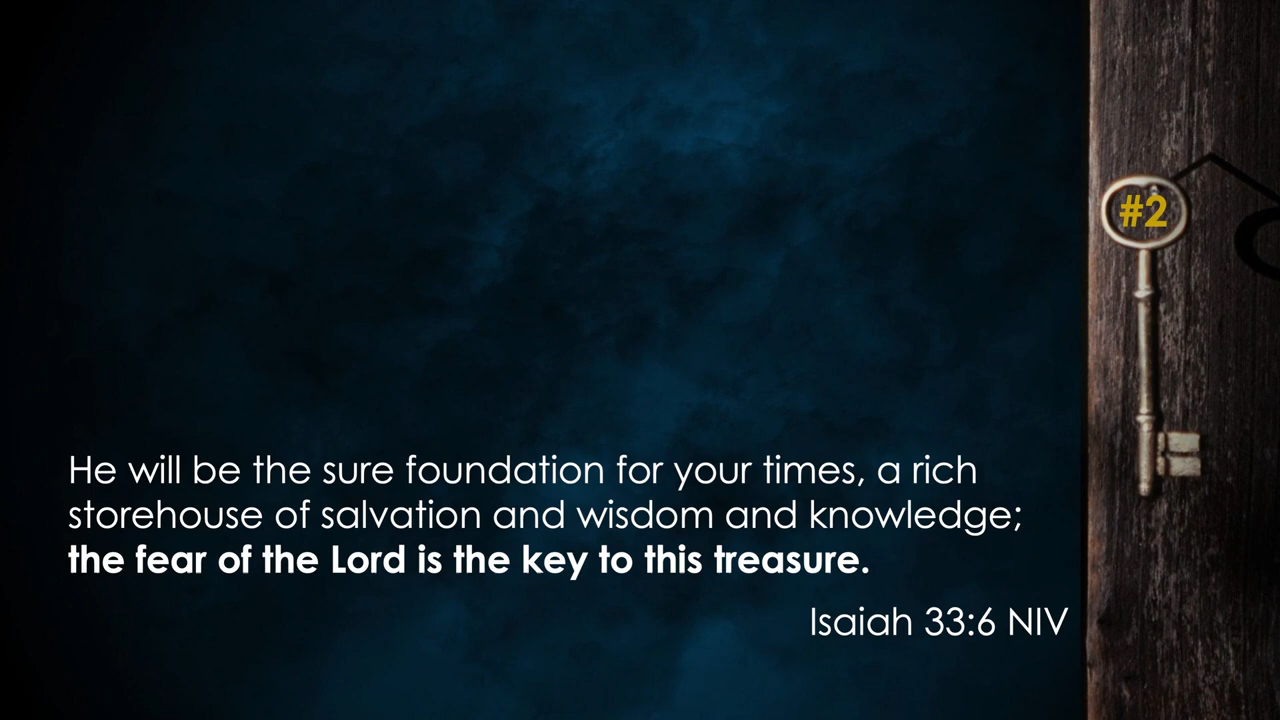 #2
He will be the sure foundation for your times, a rich
storehouse of salvation and wisdom and knowledge;
the fear of the Lord is the key to this treasure.
Isaiah 33:6 NIV